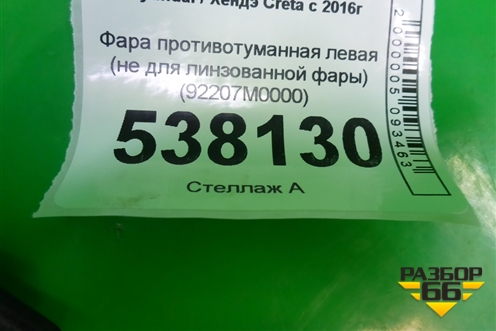 Хендэ Creta с 2016г
Фара противотуманная левая
(не для линзованной фары)
(92207M0000)
538130
Стеллаж А
2000005093463
РАЗБОР
66